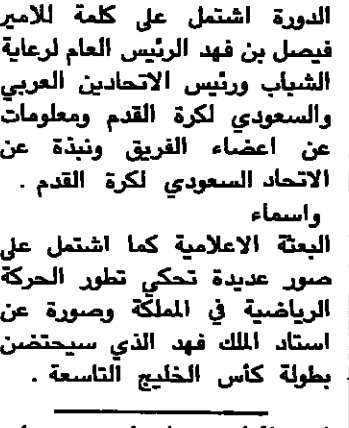 الدورة اشتمل على كلمة للامير
فيصل بن فهد الرئيس العام لرعاية
الشباب ورئيس الاتحادين العربي
والسعودي لكرة القدم ومعلومات
عن اعضاء الفريق ونبذة عن
الاتحاد السعودي لكرة القدم .
واسماء
البعثة الاعلامية كما اشتمل على
صور عديدة تحكي تطور الحركة
الرياضية في المملكة وصورة عن
استاد الملك فهد الذي سيحتضن
بطولة كأس الخليج التاسعة .